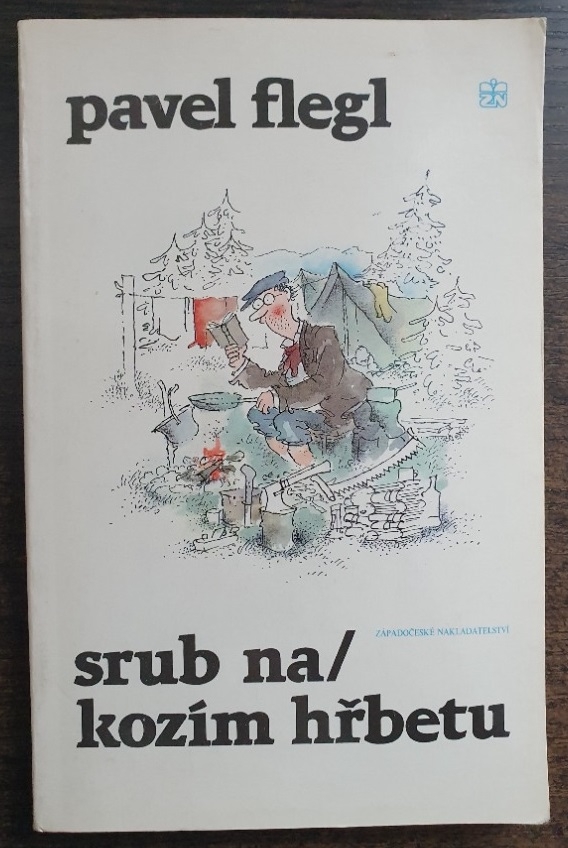 pavel flegl
ZN
ZÁPADOČESKÉ NAKLADATELSTVÍ
srub na/
kozím hřbetu